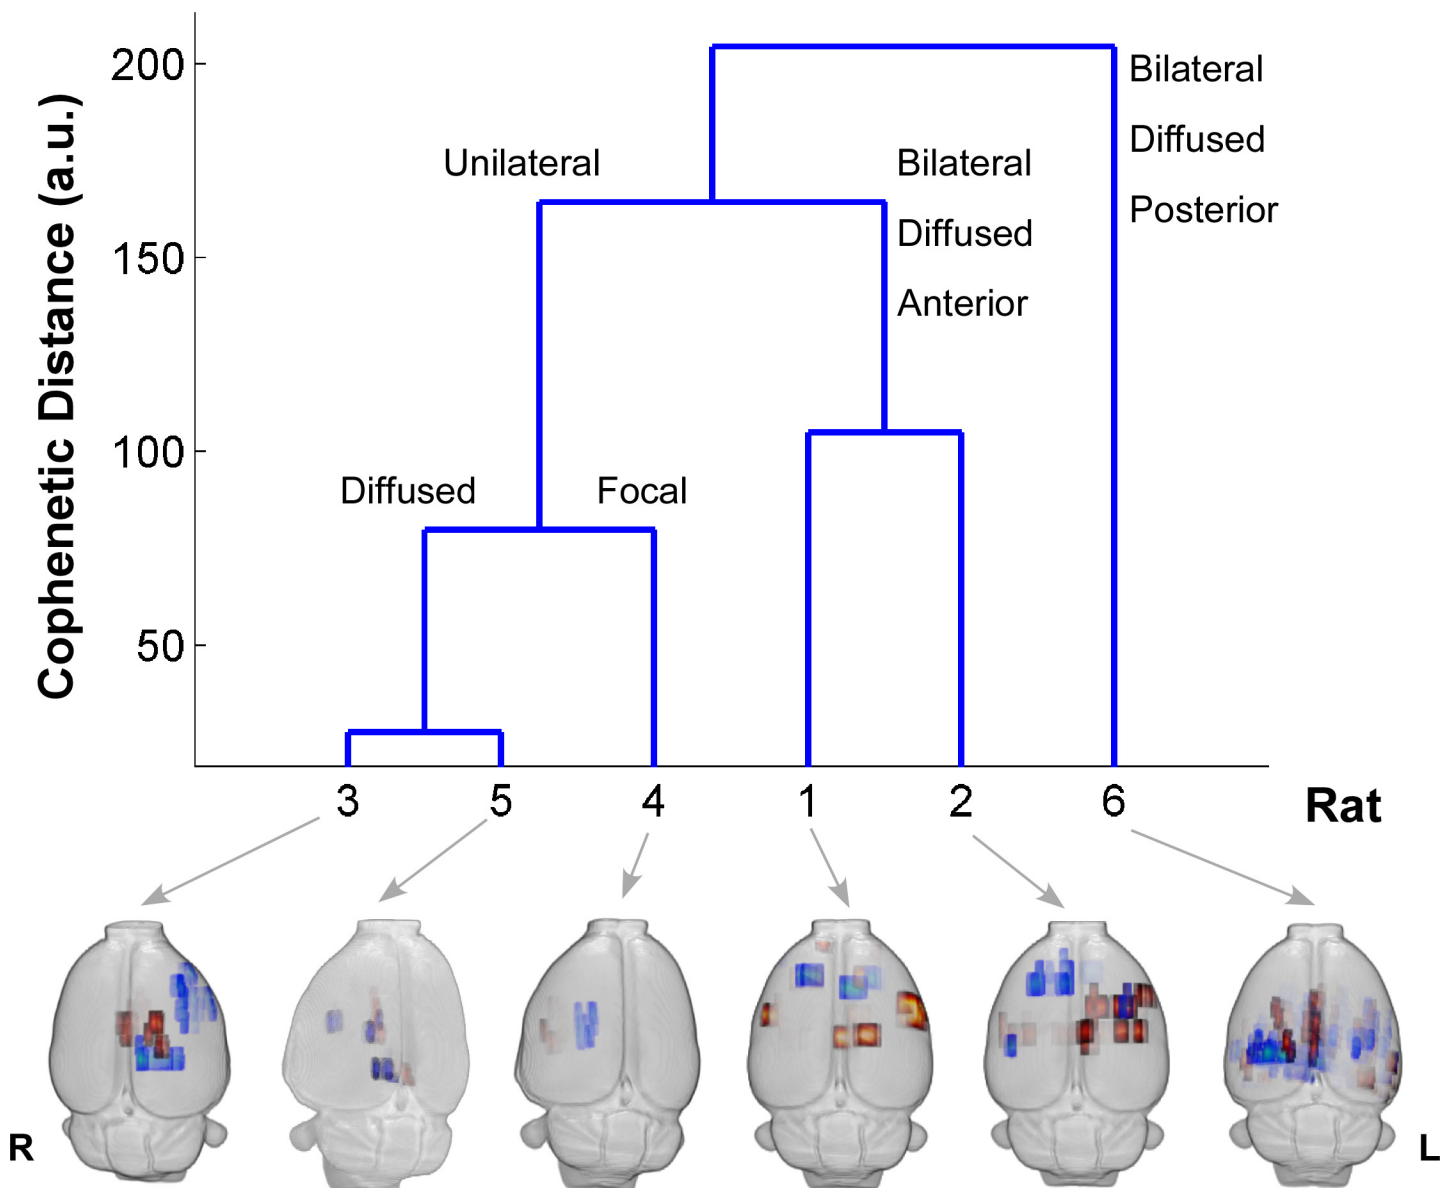 Cophenetic Distance (a.u.)
200
150
100
50
Unilateral
Bilateral
Diffused
Anterior
Bilateral
Diffused
Posterior
Diffused
Focal
3
5
4
1
2
6
Rat
R
L